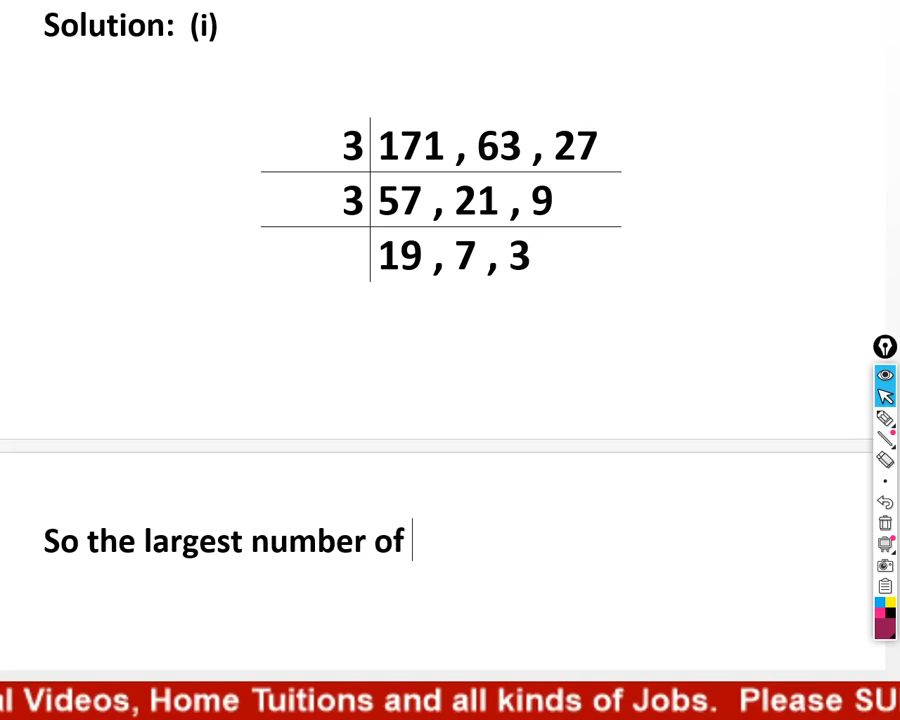 Solution: (i)
3 171 , 63 , 27
3 57 , 21 , 9
19 , 7 , 3
So the largest number of
al Videos, Home Tuitions and all kinds of Jobs. Please SU